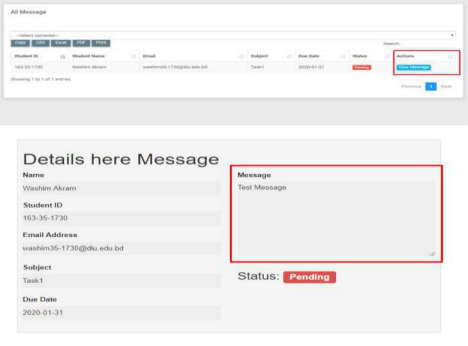 All Message
--Select semester--
Copy CSV Excel PDF Print
Search:
Student ID Student Name Email Subject Due Date Status Actions
163-35-1730 Washim Akram washim35-1730@diu.edu.bd Task1 2020-01-31 Pending View Message
Showing 1 to 1 of 1 entries
Previous 1 Next
Details here Message
Name
Washim Akram
Student ID
163-35-1730
Email Address
washim35-1730@diu.edu.bd
Subject
Task1
Due Date
2020-01-31
Message
Test Message
Status: Pending